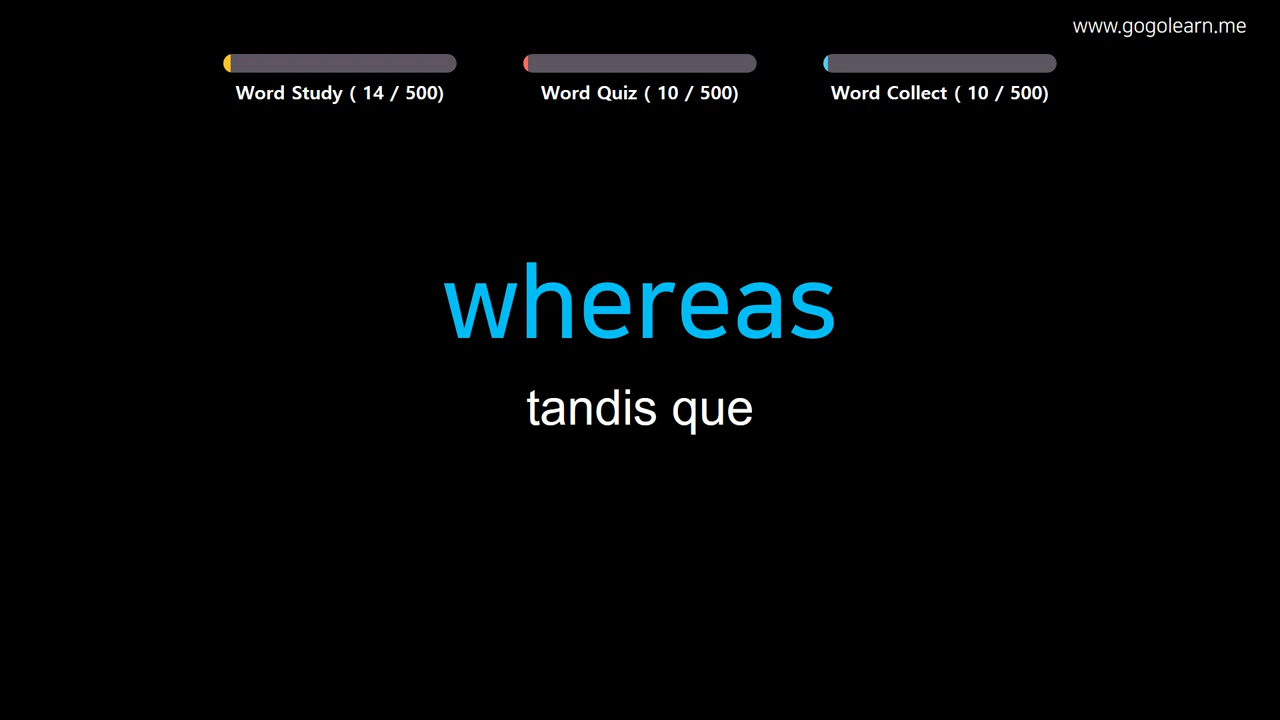 www.gogolearn.me
Word Study ( 14 / 500)
Word Quiz ( 10 / 500)
Word Collect ( 10 / 500)
whereas
tandis que